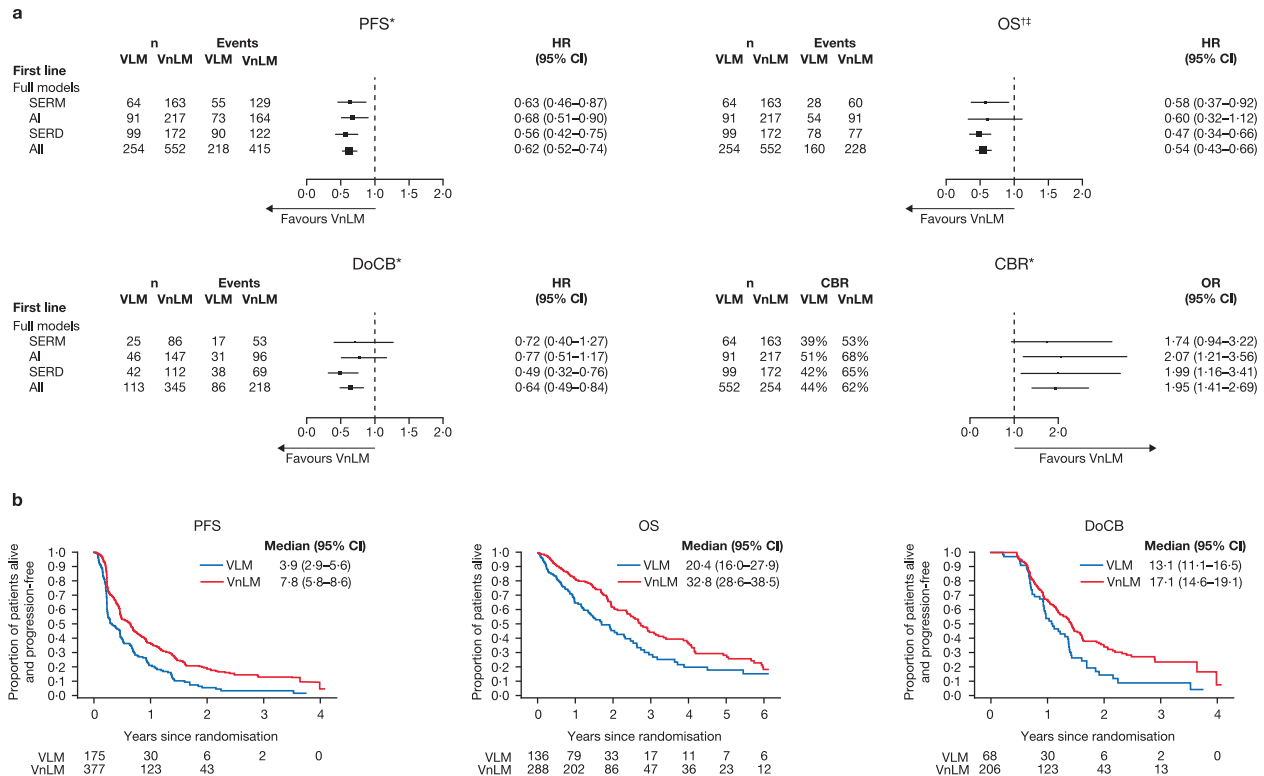 a
PFS*
n Events HR
VLM VnLM VLM VnLM (95% CI)
First line
Full models
SERM 64 163 55 129 0·63 (0·46–0·87)
AI 91 217 73 164 0·68 (0·51–0·90)
SERD 99 172 90 122 0·56 (0·42–0·75)
All 254 552 218 415 0·62 (0·52–0·74)
0·0 0·5 1·0 1·5 2·0
Favours VnLM
OS†‡
n Events HR
VLM VnLM VLM VnLM (95% CI)
64 163 28 60 0·58 (0·37–0·92)
91 217 54 91 0·60 (0·32–1·12)
99 172 78 77 0·47 (0·34–0·66)
254 552 160 228 0·54 (0·43–0·66)
0·0 0·5 1·0 1·5 2·0
Favours VnLM
DoCB*
n Events HR
VLM VnLM VLM VnLM (95% CI)
First line
Full models
SERM 25 86 17 53 0·72 (0·40–1·27)
AI 46 147 31 96 0·77 (0·51–1·17)
SERD 42 112 38 69 0·49 (0·32–0·76)
All 113 345 86 218 0·64 (0·49–0·84)
0·0 0·5 1·0 1·5 2·0
Favours VnLM
CBR*
n CBR OR
VLM VnLM VLM VnLM (95% CI)
64 163 39% 53% 1·74 (0·94–3·22)
91 217 51% 68% 2·07 (1·21–3·56)
99 172 42% 65% 1·99 (1·16–3·41)
552 254 44% 62% 1·95 (1·41–2·69)
0·0 1·0 2·0
Favours VnLM
b
PFS
Median (95% CI)
VLM 3·9 (2·9–5·6)
VnLM 7·8 (5·8–8·6)
Proportion of patients alive
and progression-free
1·0
0·9
0·8
0·7
0·6
0·5
0·4
0·3
0·2
0·1
0·0
0 1 2 3 4
Years since randomisation
VLM 175 30 6 2 0
VnLM 377 123 43
OS
Median (95% CI)
VLM 20·4 (16·0–27·9)
VnLM 32·8 (28·6–38·5)
Proportion of patients alive
and progression-free
1·0
0·9
0·8
0·7
0·6
0·5
0·4
0·3
0·2
0·1
0·0
0 1 2 3 4 5 6
Years since randomisation
VLM 136 79 33 17 11 7 6
VnLM 288 202 86 47 36 23 12
DoCB
Median (95% CI)
VLM 13·1 (11·1–16·5)
VnLM 17·1 (14·6–19·1)
Proportion of patients alive
and progression-free
1·0
0·9
0·8
0·7
0·6
0·5
0·4
0·3
0·2
0·1
0·0
0 1 2 3 4
Years since randomisation
VLM 68 30 6 2 0
VnLM 206 123 43 13